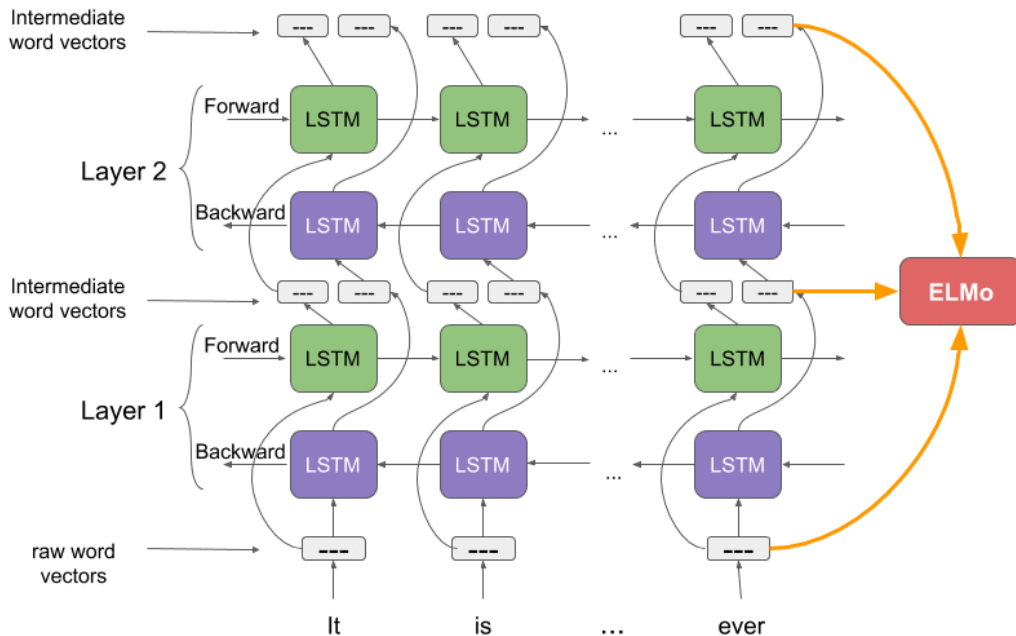 Intermediate
word vectors
--- --- --- --- --- ---
Forward
LSTM LSTM ... LSTM
Layer 2
Backward
LSTM LSTM ... LSTM
Intermediate
word vectors
--- --- --- --- --- ---
ELMo
Forward
LSTM LSTM ... LSTM
Layer 1
Backward
LSTM LSTM ... LSTM
raw word
vectors
--- --- ---
It is ... ever